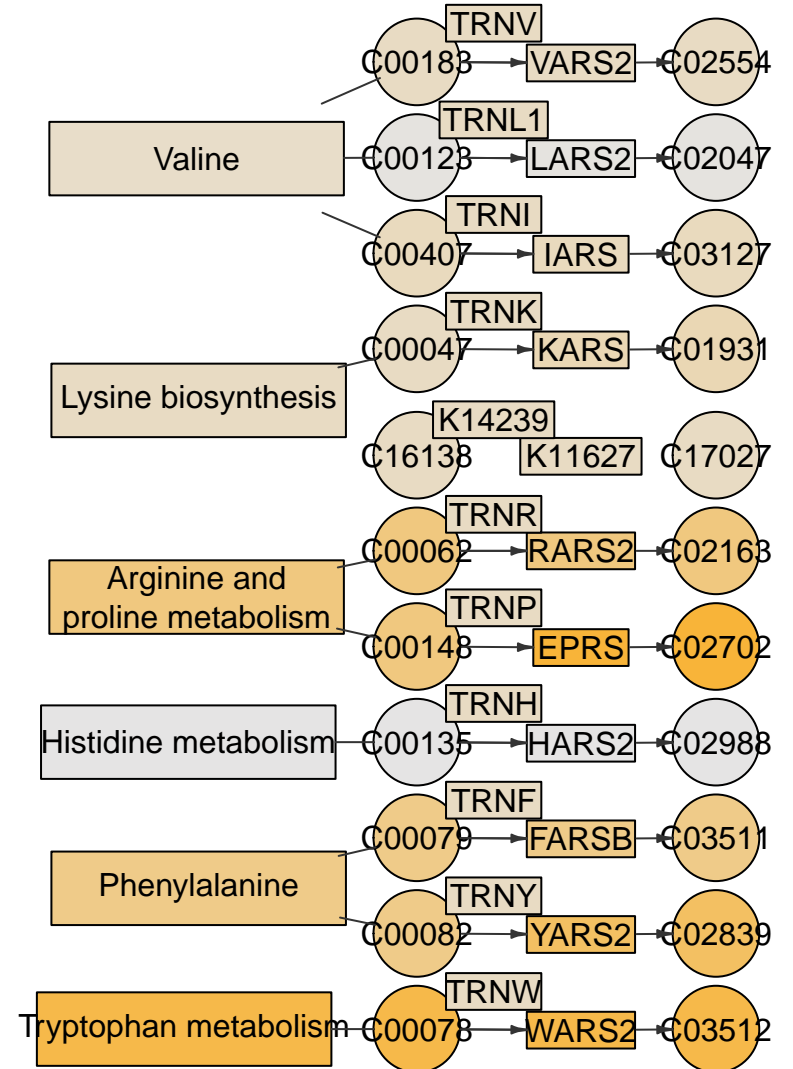 TRNV
C00183 VARS2 C02554
TRNL1
Valine C00123 LARS2 C02047
TRNI
C00407 IARS C03127
TRNK
C00047 KARS C01931
Lysine biosynthesis
K14239
C16138 K11627 C17027
TRNR
C00062 RARS2 C02163
Arginine and
proline metabolism
TRNP
C00148 EPRS C02702
TRNH
Histidine metabolism C00135 HARS2 C02988
TRNF
C00079 FARSB C03511
Phenylalanine
TRNY
C00082 YARS2 C02839
TRNW
Tryptophan metabolism C00078 WARS2 C03512